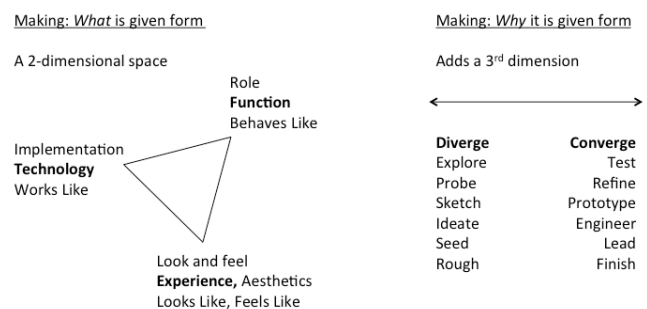 Making: What is given form
A 2-dimensional space
Role
Function
Behaves Like
Implementation
Technology
Works Like
Look and feel
Experience, Aesthetics
Looks Like, Feels Like
Making: Why it is given form
Adds a 3rd dimension
Diverge Converge
Explore Test
Probe Refine
Sketch Prototype
Ideate Engineer
Seed Lead
Rough Finish